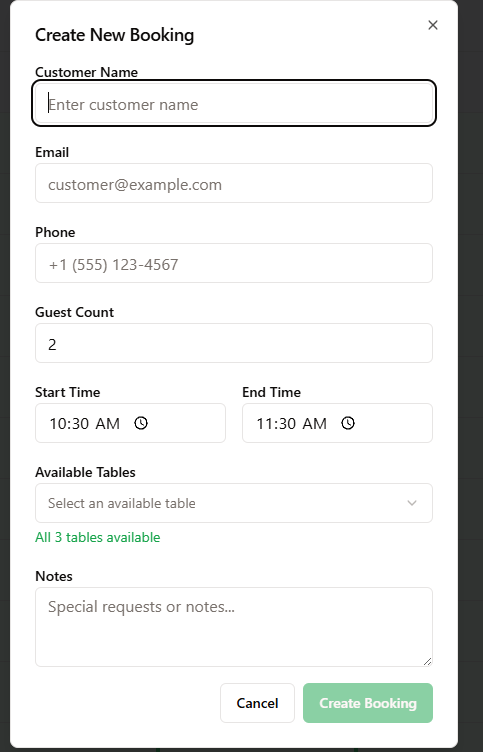 Create New Booking
Customer Name
Enter customer name
Email
customer@example.com
Phone
+1 (555) 123-4567
Guest Count
2
Start Time End Time
10:30 AM 11:30 AM
Available Tables
Select an available table
All 3 tables available
Notes
Special requests or notes...
Cancel Create Booking